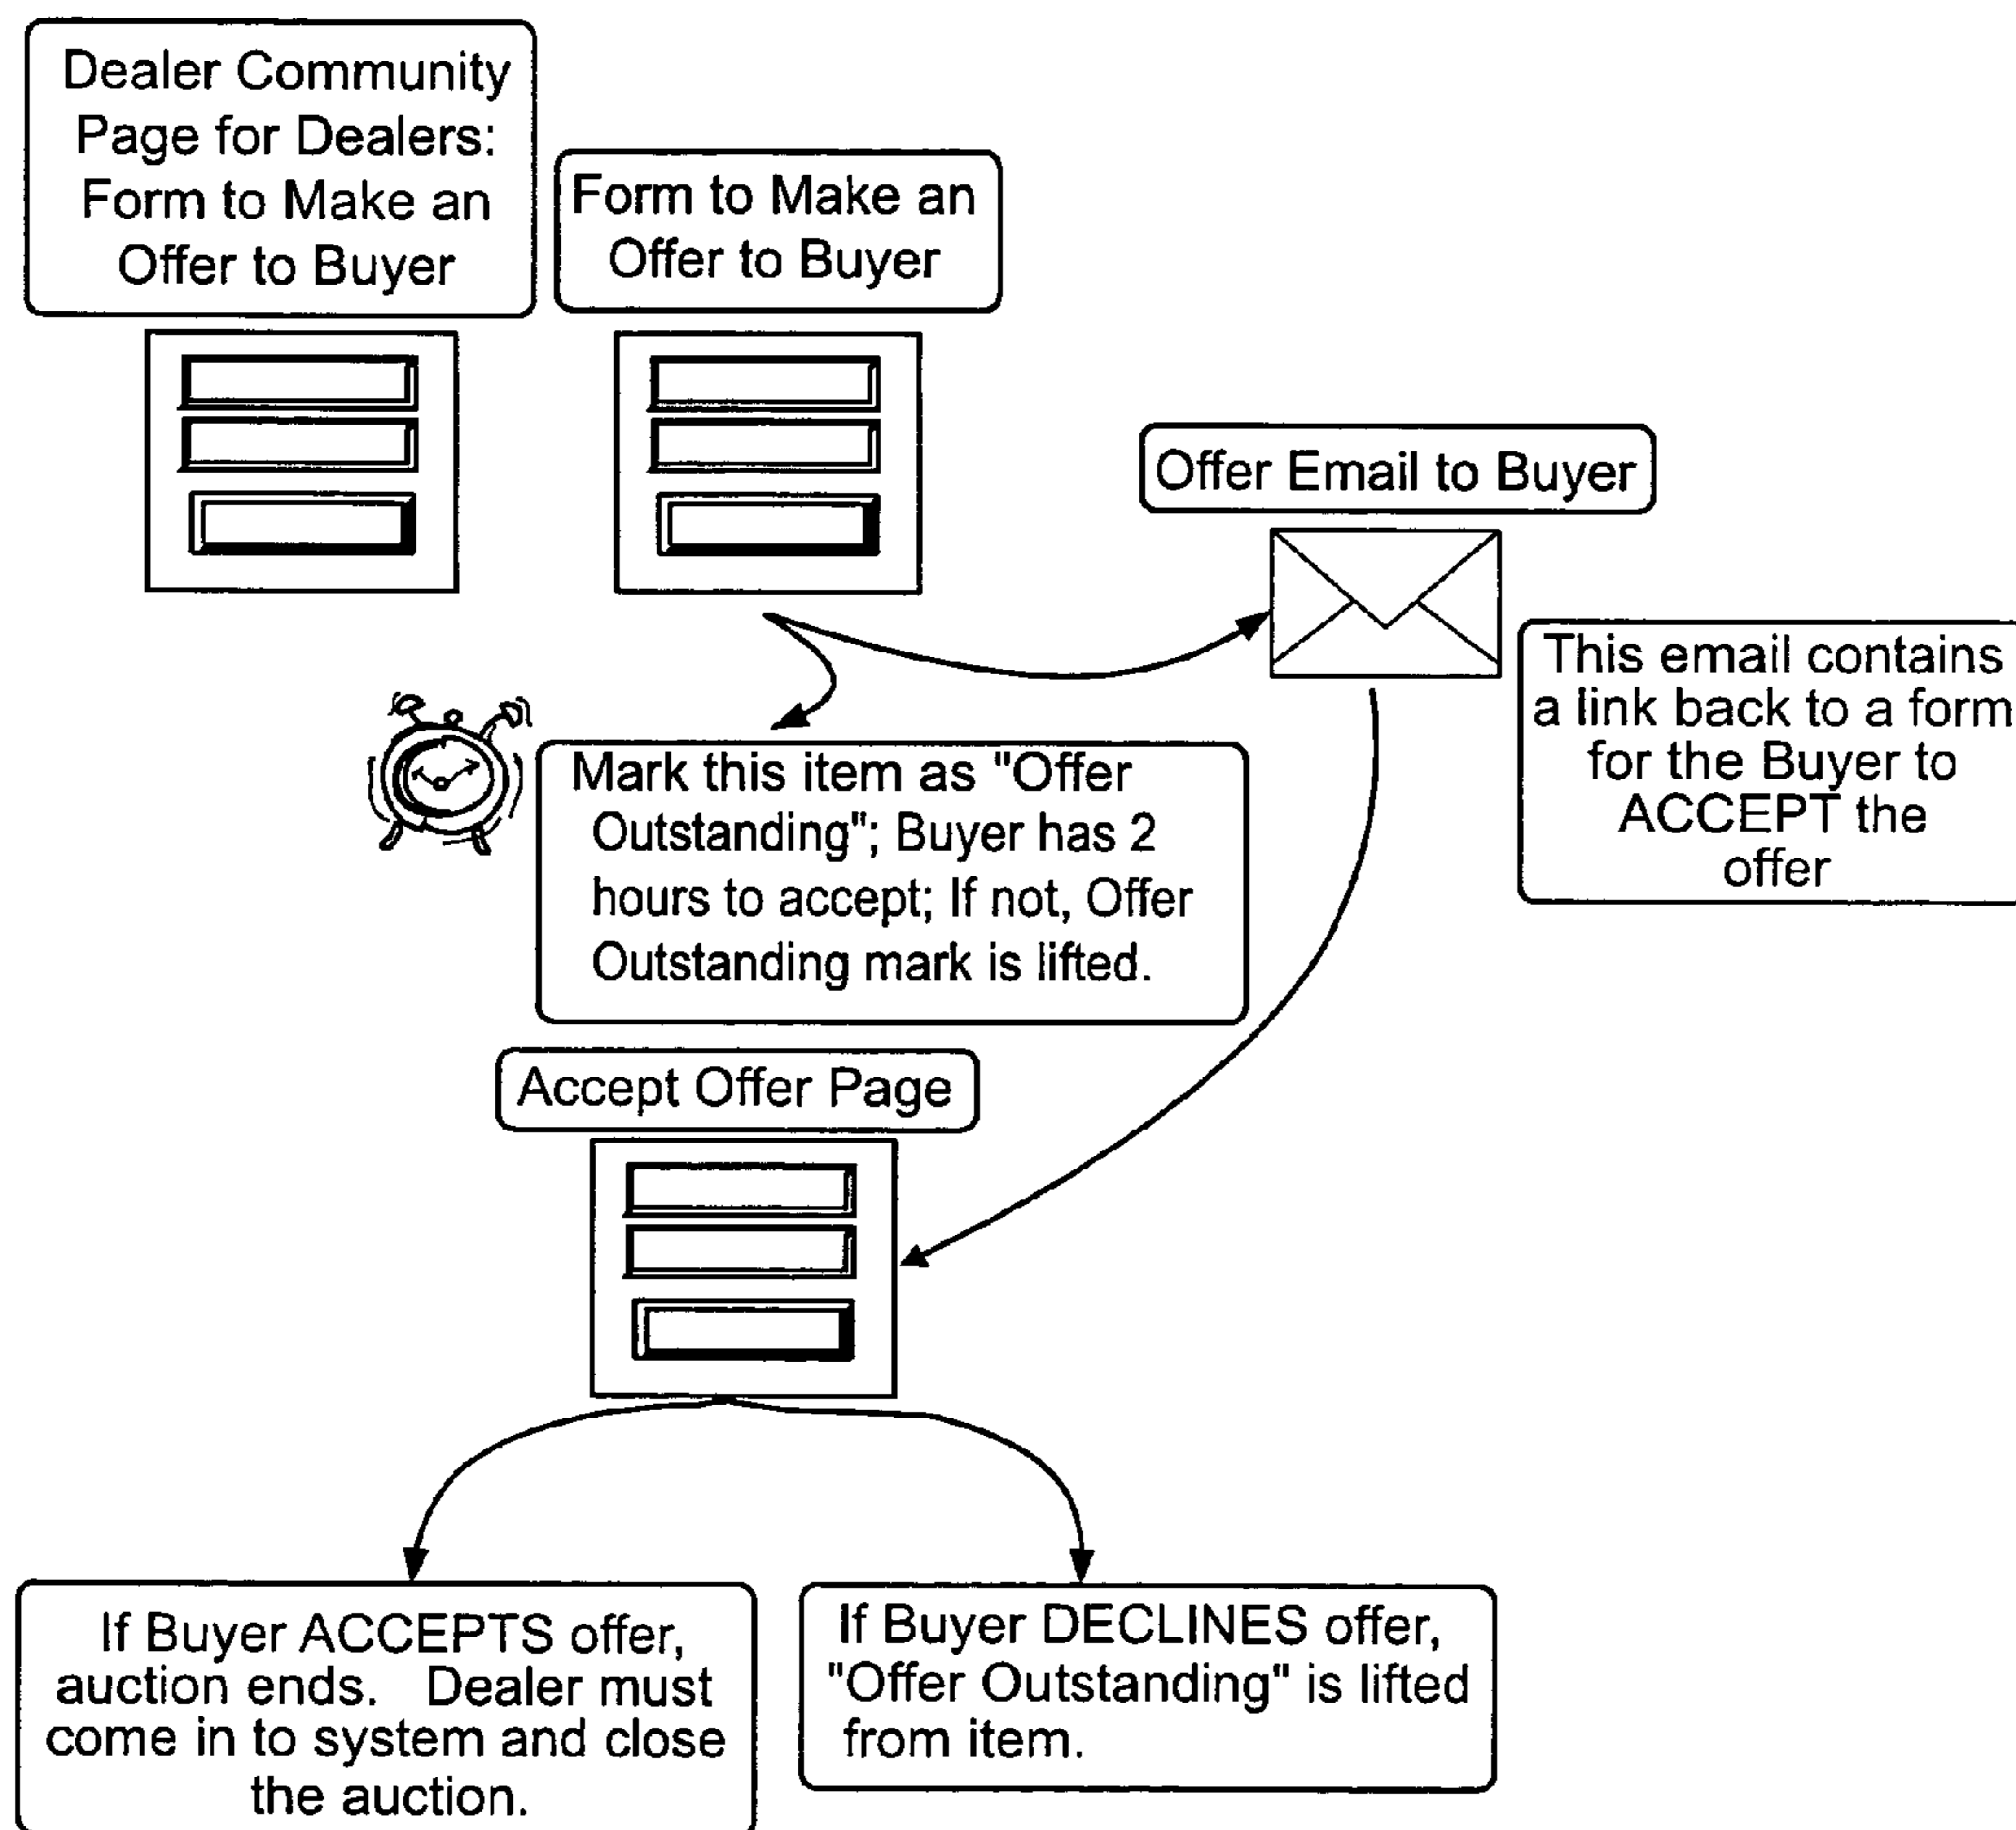 Dealer Community
Page for Dealers:
Form to Make an
Offer to Buyer
Form to Make an
Offer to Buyer
Offer Email to Buyer
This email contains
a link back to a form
for the Buyer to
ACCEPT the
offer
Mark this item as "Offer
Outstanding"; Buyer has 2
hours to accept; If not, Offer
Outstanding mark is lifted.
Accept Offer Page
If Buyer ACCEPTS offer,
auction ends. Dealer must
come in to system and close
the auction.
If Buyer DECLINES offer,
"Offer Outstanding" is lifted
from item.